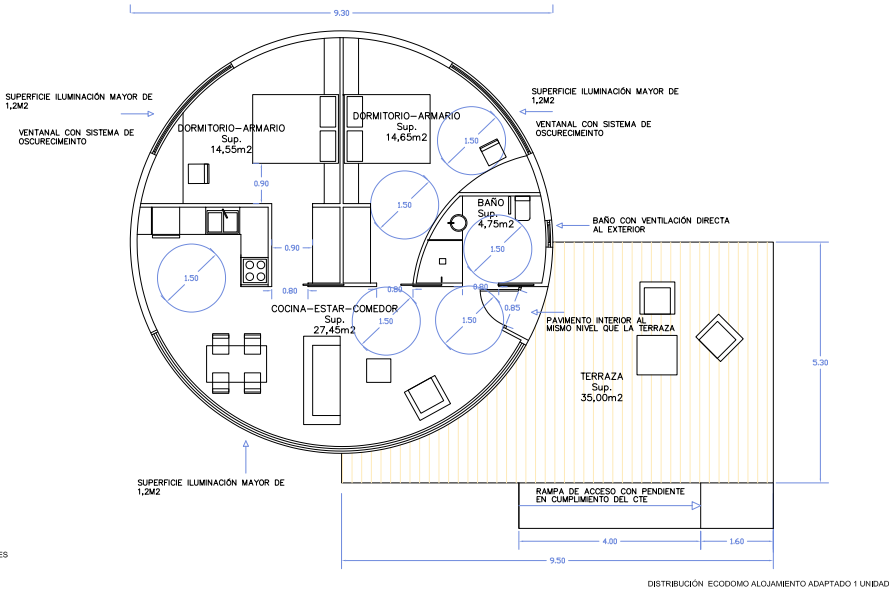 9.30
SUPERFICIE ILUMINACIÓN MAYOR DE
1,2M2
VENTANAL CON SISTEMA DE
OSCURECIMENTO
SUPERFICIE ILUMINACIÓN MAYOR DE
1,2M2
VENTANAL CON SISTEMA DE
OSCURECIMIENTO
DORMITORIO-ARMARIO
Sup.
14,55m2
DORMITORIO-ARMARIO
Sup.
14,65m2
1.50
0.90
1.50
BAÑO
Sup.
4,75m2
1.50
BAÑO CON VENTILACIÓN DIRECTA
AL EXTERIOR
0.90
1.50
0.80
0.80
0.80
0.85
COCINA-ESTAR-COMEDOR
Sup.
27,45m2
1.50
1.50
PAVIMENTO INTERIOR AL
MISMO NIVEL QUE LA TERRAZA
5.30
TERRAZA
Sup.
35,00m2
SUPERFICIE ILUMINACIÓN MAYOR DE
1,2M2
RAMPA DE ACCESO CON PENDIENTE
EN CUMPLIMIENTO DEL CTE
4.00
1.60
9.50
ES
DISTRIBUCIÓN ECODOMO ALOJAMIENTO ADAPTADO 1 UNIDAD